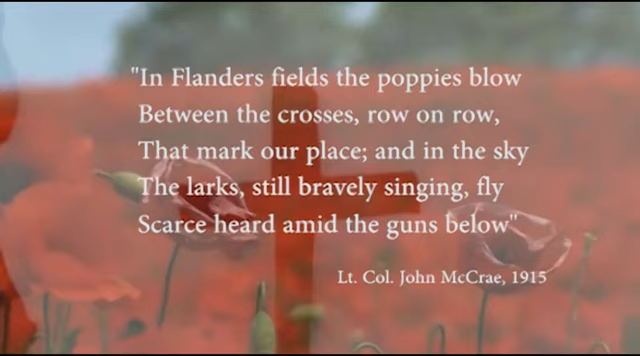 "In Flanders fields the poppies blow
Between the crosses, row on row,
That mark our place; and in the sky
The larks, still bravely singing, fly
Scarce heard amid the guns below"
Lt. Col. John McCrae, 1915